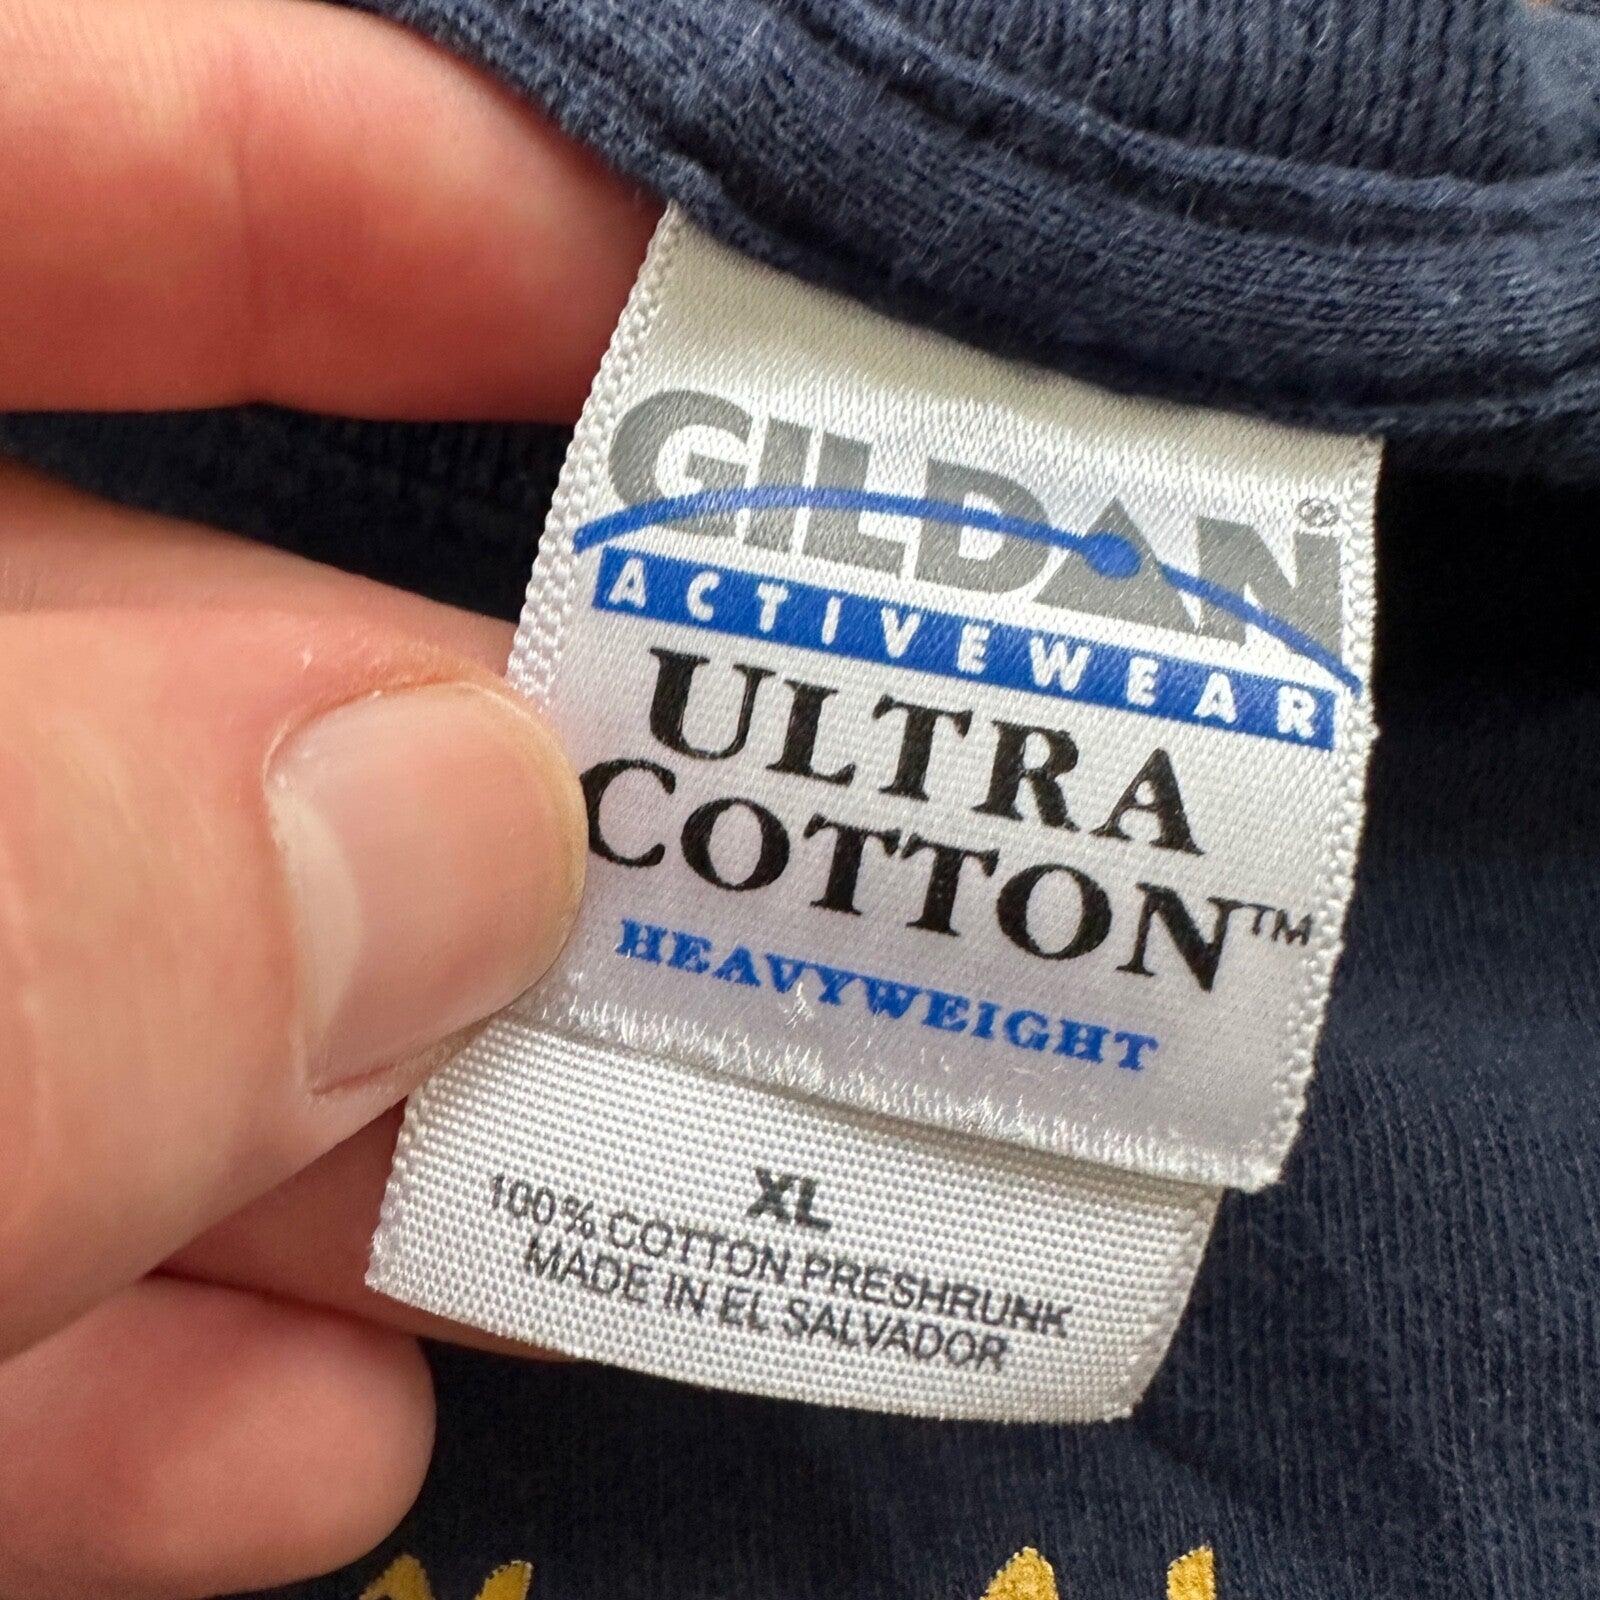 GILDAN®
ACTIVEWEAR
ULTRA
COTTON™
HEAVYWEIGHT
XL
100% COTTON PRESHRUNK
MADE IN EL SALVADOR